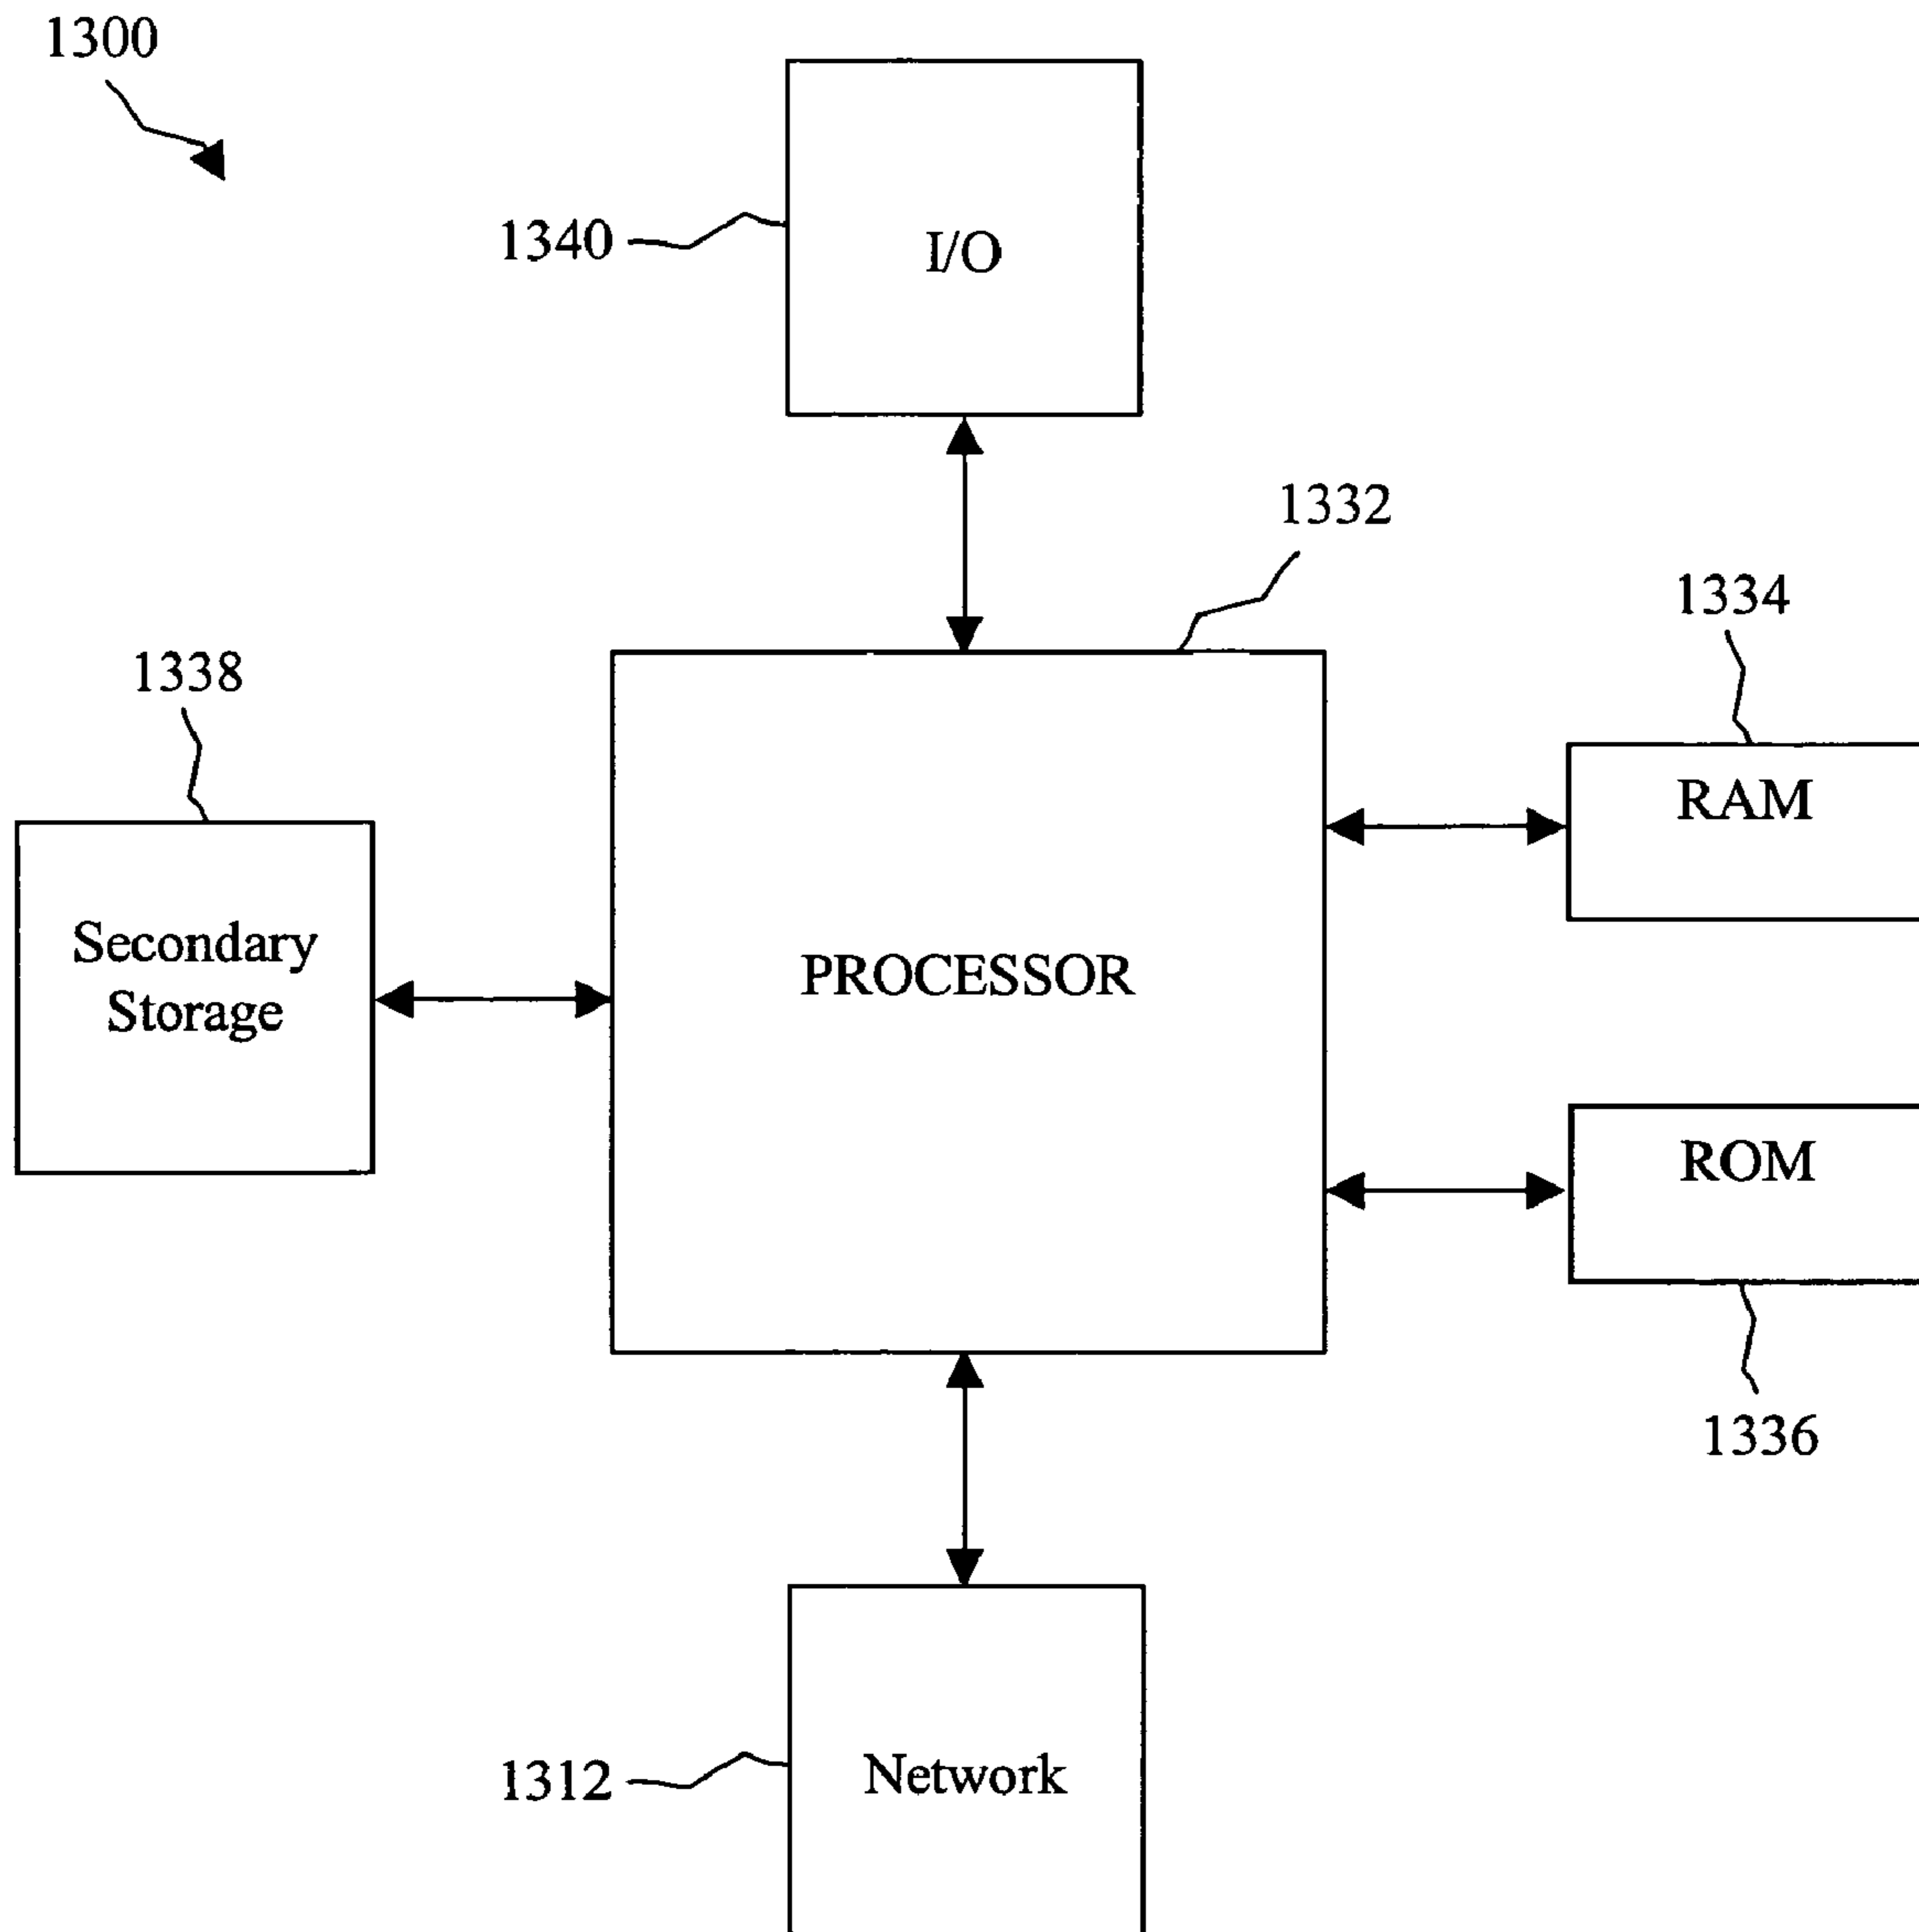 1300
1340
I/O
1332
1334
1338
RAM
Secondary
Storage
PROCESSOR
ROM
1336
1312
Network